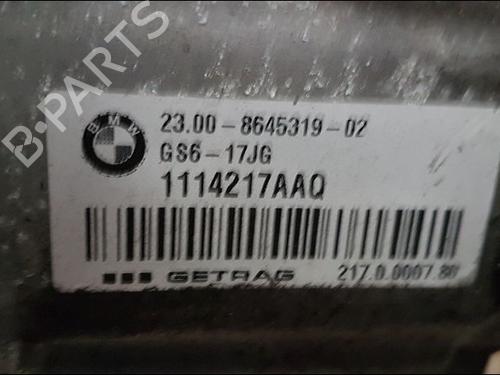 B-PARTS
BMW
23.00-8645319-02
GS6-17JG
1114217AAQ
GETRAG 217.0.0007.80